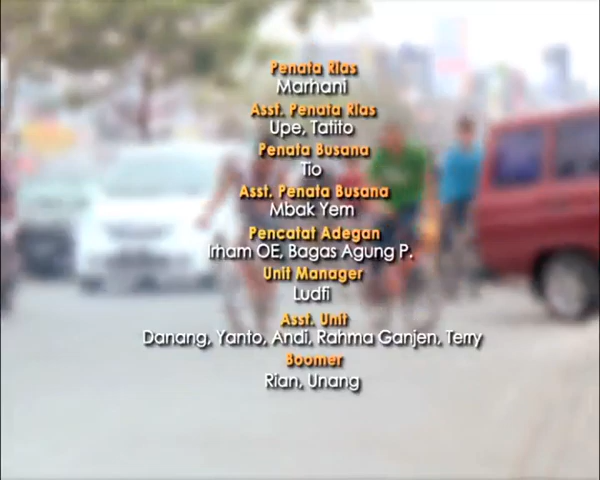 Penata Rias
Marhani
Asst. Penata Rias
Upe, Tatito
Penata Busana
Tio
Asst. Penata Busana
Mbak Yem
Pencatat Adegan
Irham OE, Bagas Agung P.
Unit Manager
Ludfi
Asst. Unit
Danang, Yanto, Andi, Rahma Ganjen, Terry
Boomer
Rian, Unang